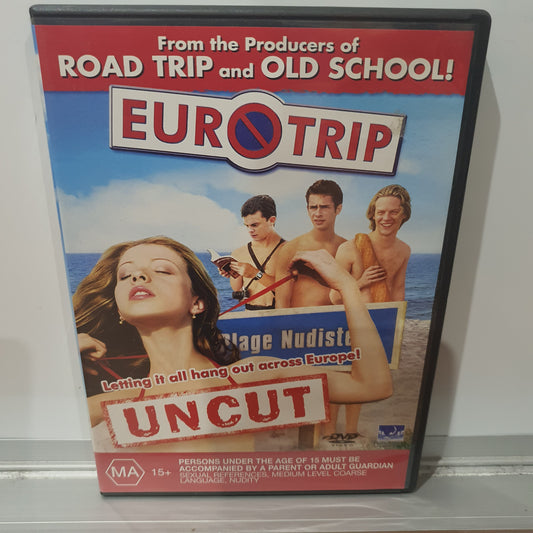 From the Producers of
ROAD TRIP and OLD SCHOOL!
EUROTRIP
Plage Nudiste
Letting it all hang out across Europe!
UNCUT
DVD
VIDEO
MA 15+
PERSONS UNDER THE AGE OF 15 MUST BE
ACCOMPANIED BY A PARENT OR ADULT GUARDIAN
SEXUAL REFERENCES, MEDIUM LEVEL COARSE
LANGUAGE, NUDITY